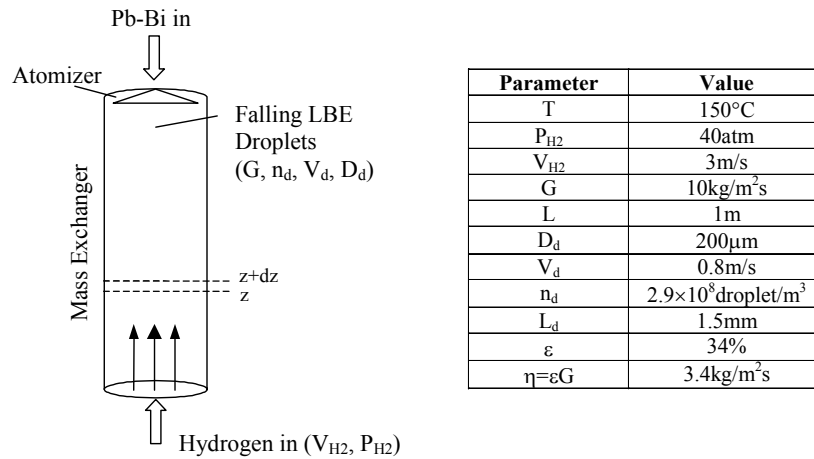 Pb-Bi in
Atomizer
Falling LBE
Droplets
(G, n_d, V_d, D_d)
Mass Exchanger
z+dz
z
Hydrogen in (V_H2, P_H2)
Parameter Value
T 150°C
P_H2 40atm
V_H2 3m/s
G 10kg/m²s
L 1m
D_d 200μm
V_d 0.8m/s
n_d 2.9×10⁸droplet/m³
L_d 1.5mm
ε 34%
η=εG 3.4kg/m²s